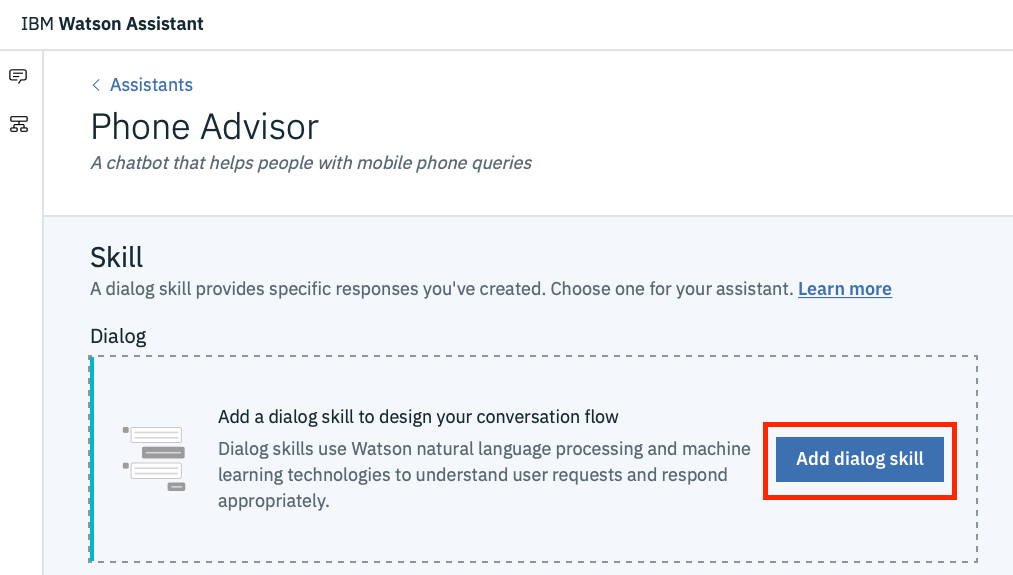 IBM Watson Assistant
Assistants
Phone Advisor
A chatbot that helps people with mobile phone queries
Skill
A dialog skill provides specific responses you've created. Choose one for your assistant. Learn more
Dialog
Add a dialog skill to design your conversation flow
Dialog skills use Watson natural language processing and machine
learning technologies to understand user requests and respond
appropriately.
Add dialog skill